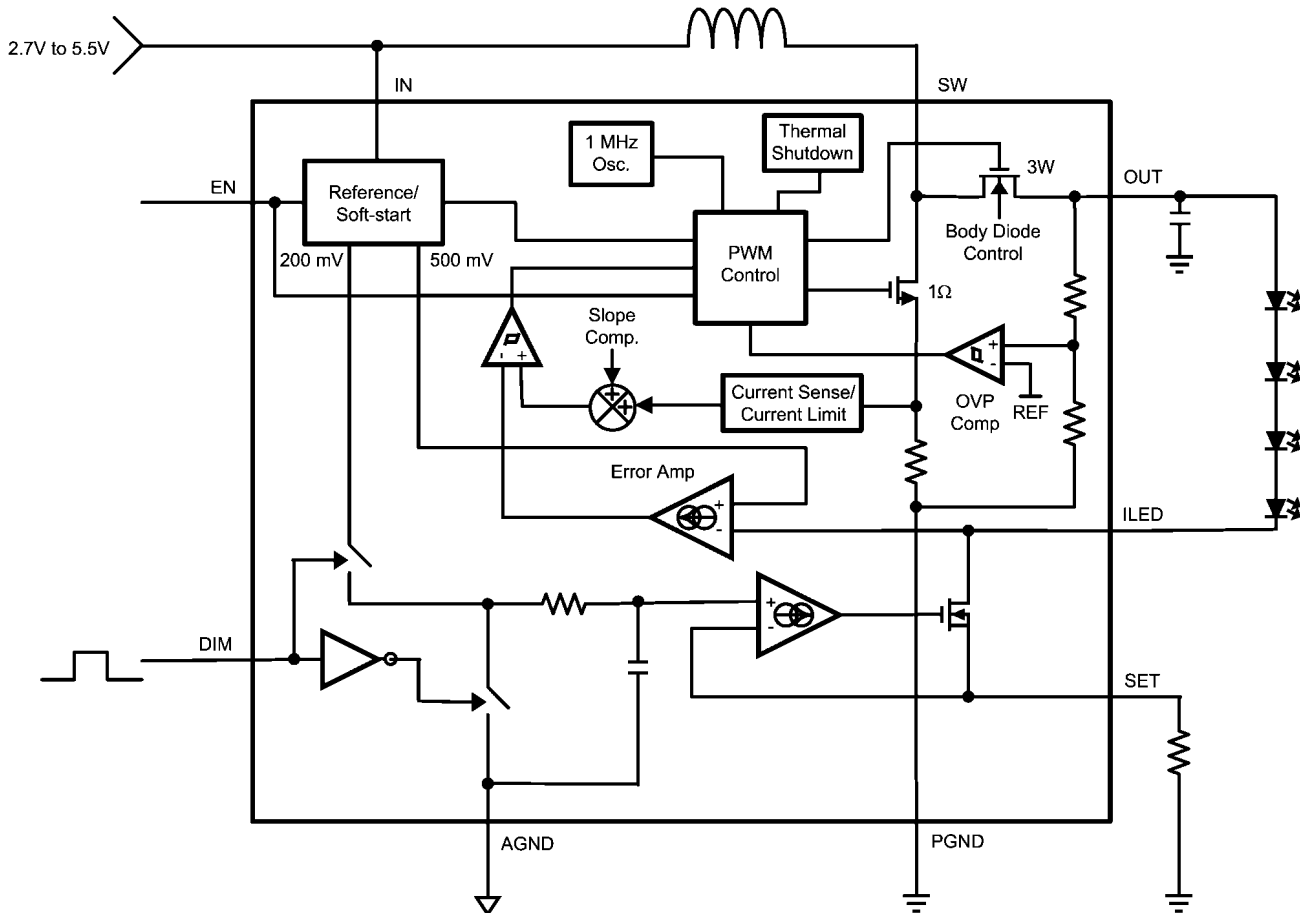 2.7V to 5.5V
IN
SW
1 MHz
Osc.
Thermal
Shutdown
3W
EN
Reference/
Soft-start
OUT
Body Diode
Control
200 mV
500 mV
PWM
Control
1Ω
Slope
Comp.
- +
+
-
+
+
Current Sense/
Current Limit
OVP
Comp
REF
Error Amp
+
-
ILED
+
-
DIM
SET
AGND
PGND